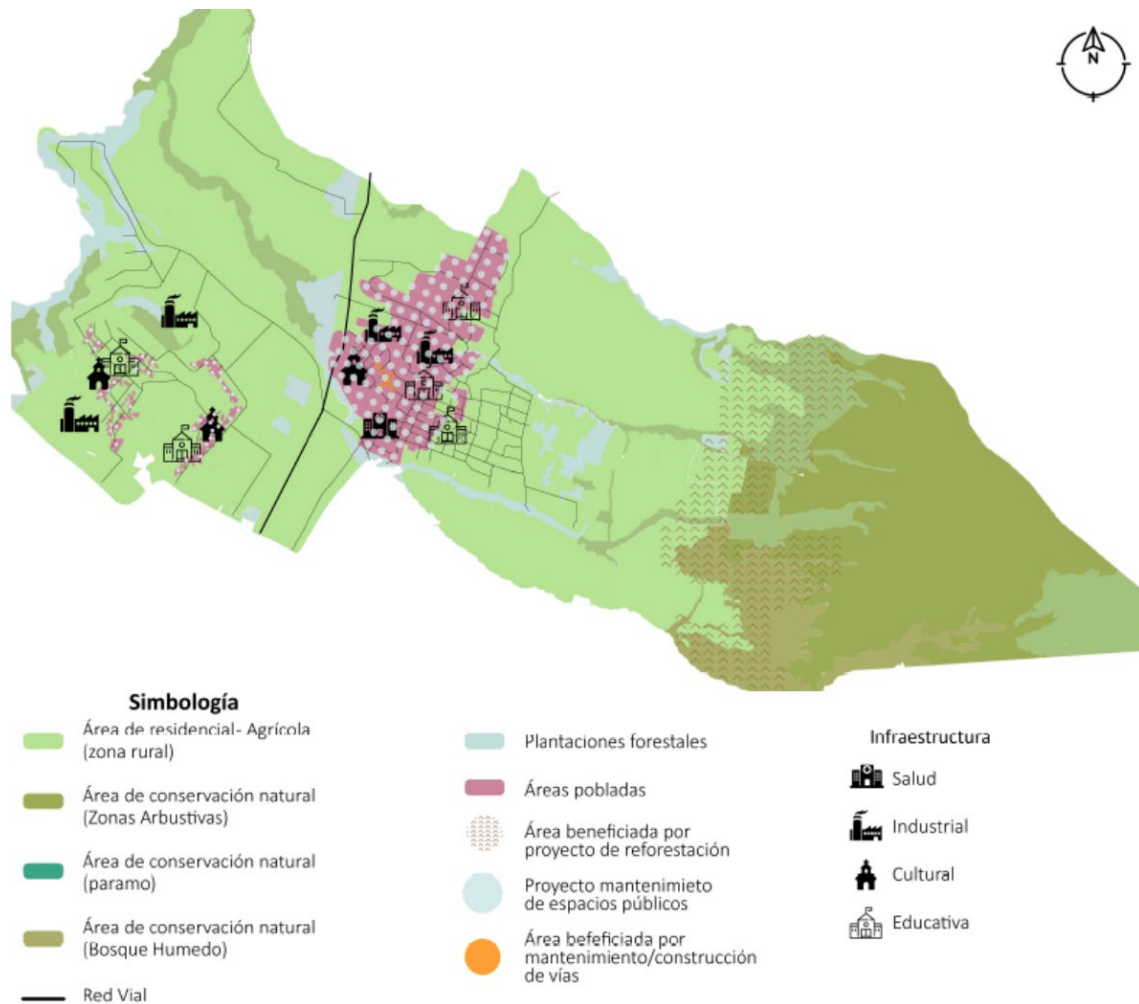 N
Simbología
Área de residencial- Agrícola
(zona rural)
Área de conservación natural
(Zonas Arbustivas)
Área de conservación natural
(paramo)
Área de conservación natural
(Bosque Humedo)
Red Vial
Plantaciones forestales
Áreas pobladas
Área beneficiada por
proyecto de reforestación
Proyecto mantenimieto
de espacios públicos
Área befeficiada por
mantenimiento/construcción
de vías
Infraestructura
Salud
Industrial
Cultural
Educativa